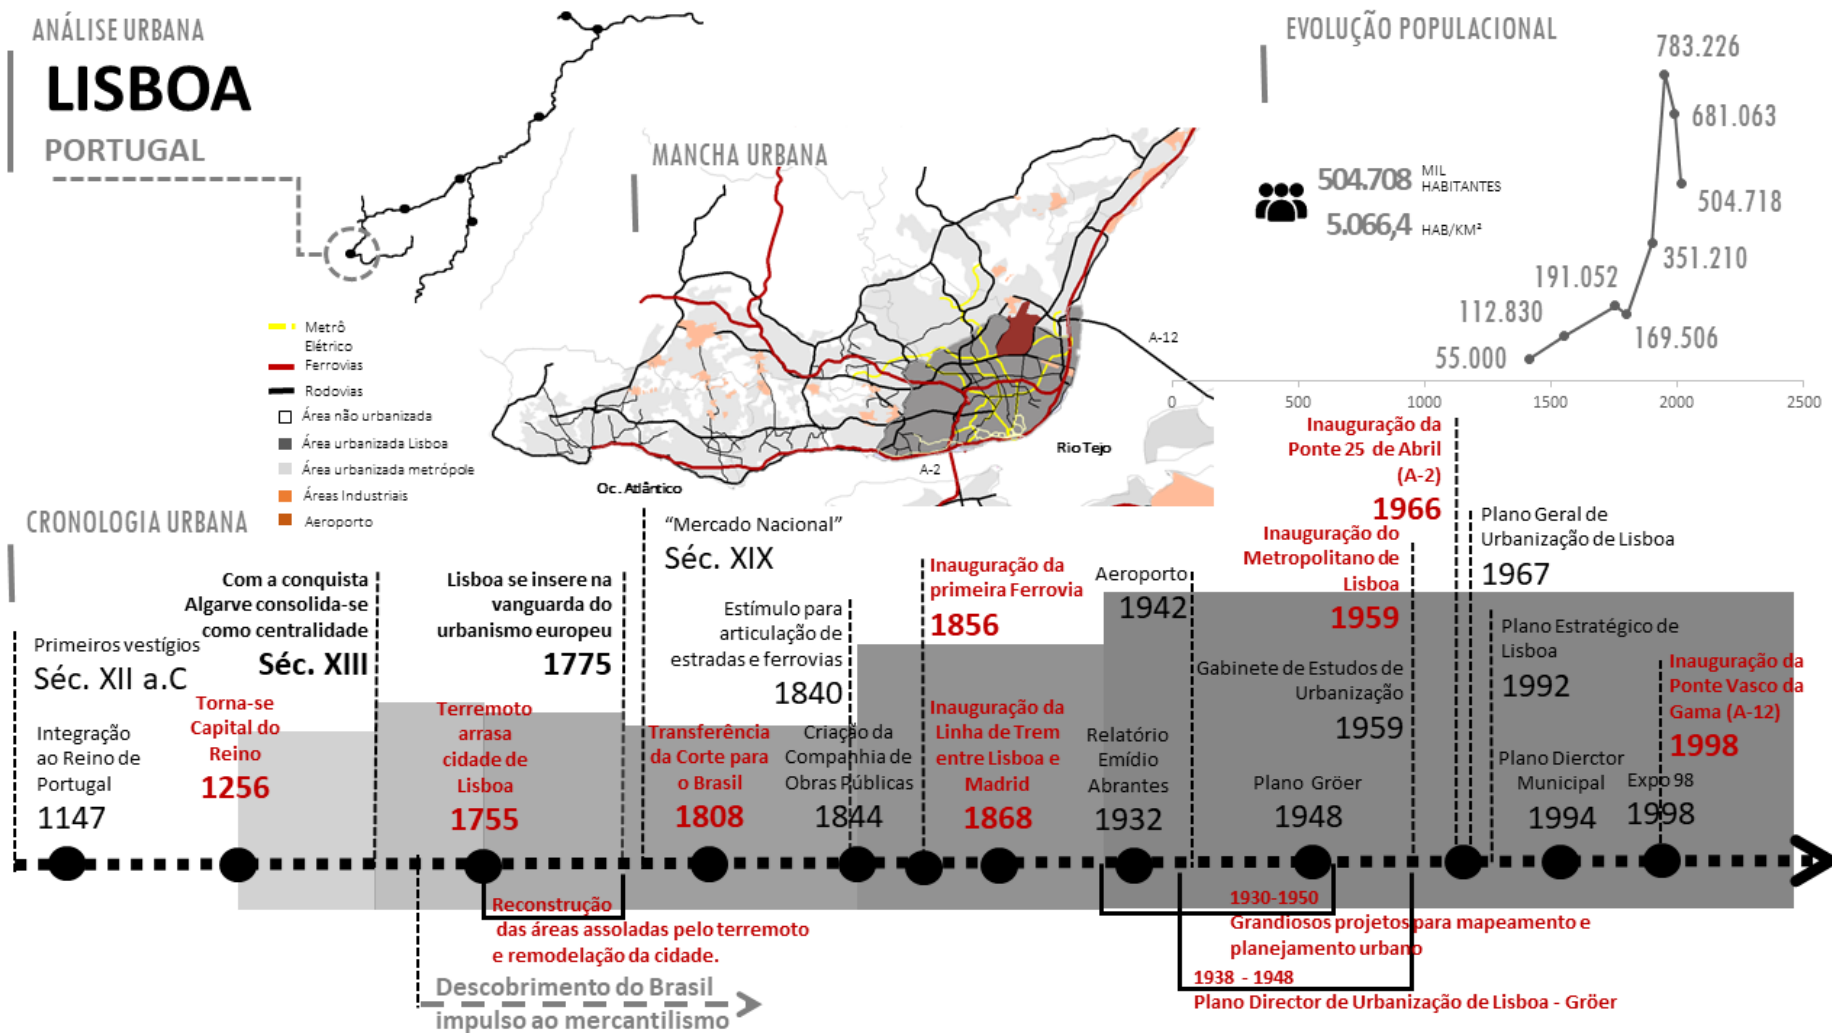 ANÁLISE URBANA
LISBOA
PORTUGAL
MANCHA URBANA
Metrô
Elétrico
Ferrovias
Rodovias
Área não urbanizada
Área urbanizada Lisboa
Área urbanizada metrópole
Áreas Industriais
Aeroporto
A-12
A-2
Rio Tejo
Oc. Atlântico
EVOLUÇÃO POPULACIONAL
504.708 MIL
HABITANTES
5.066,4 HAB/KM²
783.226
681.063
504.718
351.210
191.052
169.506
112.830
55.000
0 500 1000 1500 2000 2500
CRONOLOGIA URBANA
Primeiros vestígios
Séc. XII a.C
Integração
ao Reino de
Portugal
1147
Torna-se
Capital do
Reino
1256
Com a conquista
Algarve consolida-se
como centralidade
Séc. XIII
Terremoto
arrasa
cidade de
Lisboa
1755
Lisboa se insere na
vanguarda do
urbanismo europeu
1775
"Mercado Nacional"
Séc. XIX
Transferência
da Corte para
o Brasil
1808
Estímulo para
articulação de
estradas e ferrovias
1840
Criação da
Companhia de
Obras Públicas
1844
Inauguração da
primeira Ferrovia
1856
Inauguração da
Linha de Trem
entre Lisboa e
Madrid
1868
Relatório
Emídio
Abrantes
1932
Aeroporto
1942
Plano Gröer
1948
Gabinete de Estudos de
Urbanização
1959
Inauguração do
Metropolitano de
Lisboa
1959
Inauguração da
Ponte 25 de Abril
(A-2)
1966
Plano Geral de
Urbanização de Lisboa
1967
Plano Estratégico de
Lisboa
1992
Plano Dierctor
Municipal
1994
Expo 98
1998
Inauguração da
Ponte Vasco da
Gama (A-12)
1998
Reconstrução
das áreas assoladas pelo terremoto
e remodelação da cidade.
Descobrimento do Brasil
impulso ao mercantilismo
1930-1950
Grandiosos projetos para mapeamento e
planejamento urbano
1938 - 1948
Plano Director de Urbanização de Lisboa - Gröer